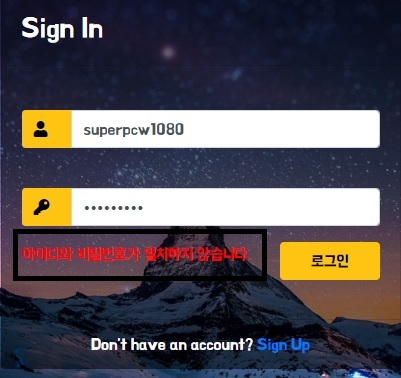 Sign In
superpcw1080
•••••••••
아이디와 비밀번호가 일치하지 않습니다
로그인
Don't have an account? Sign Up